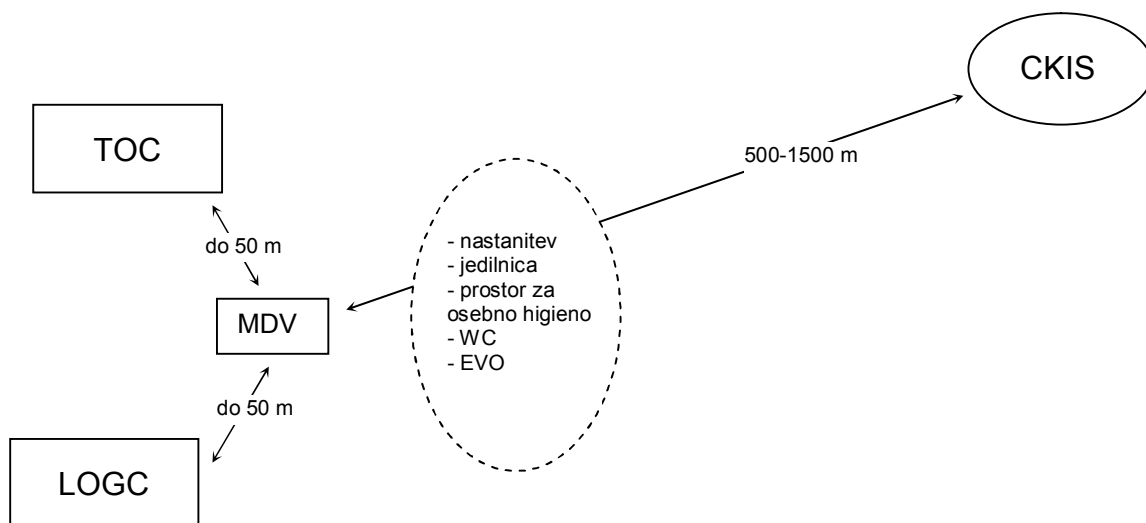 CKIS
TOC
500-1500 m
do 50 m
- nastanitev
- jedilnica
- prostor za
osebno higieno
- WC
- EVO
MDV
do 50 m
LOGC